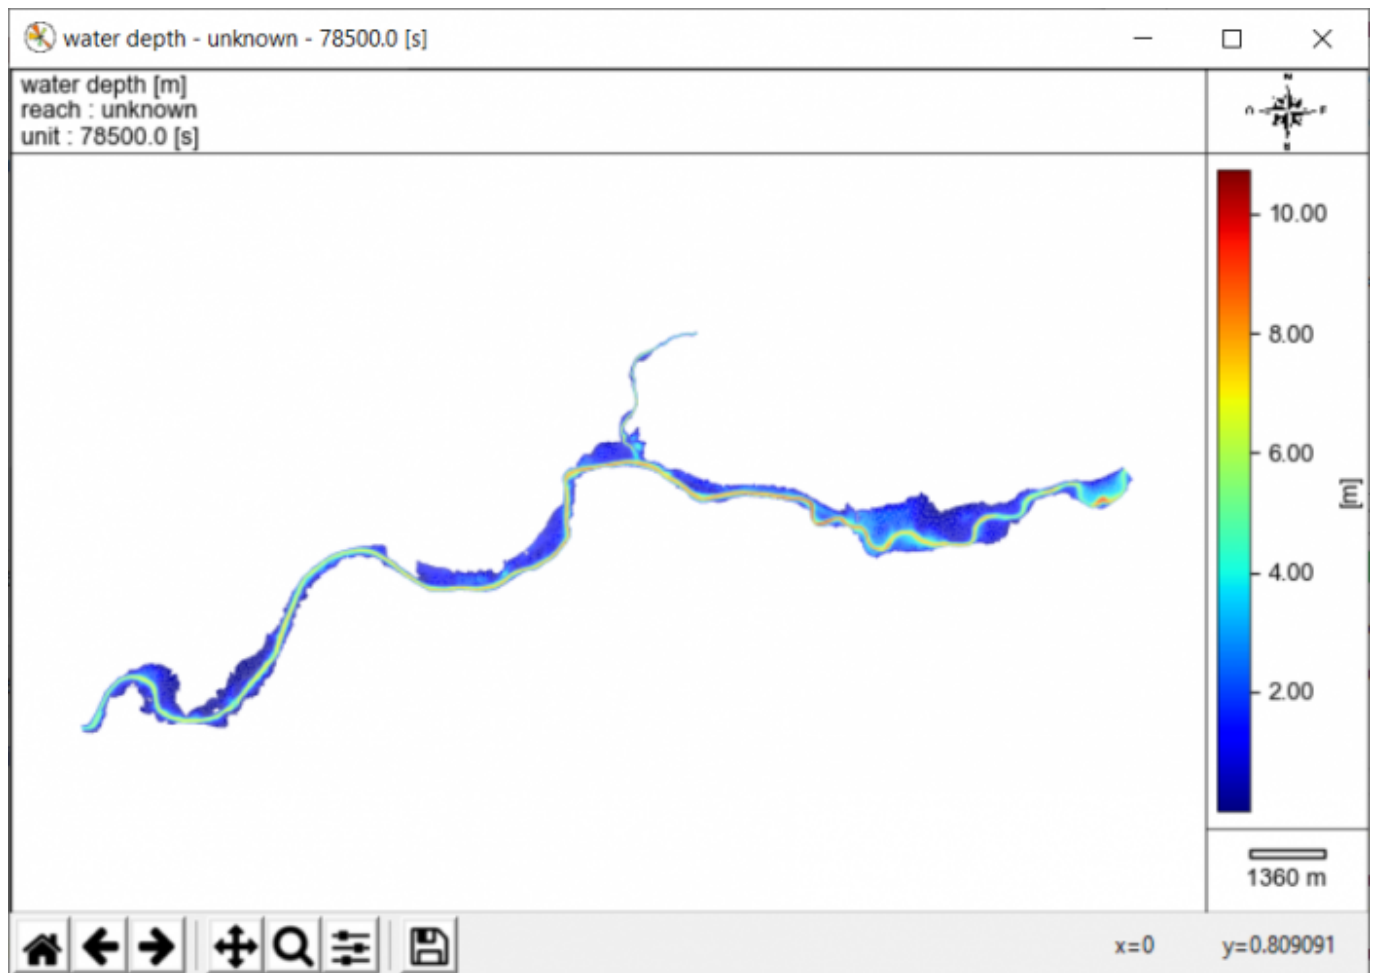 water depth - unknown - 78500.0 [s]
water depth [m]
reach : unknown
unit : 78500.0 [s]
N
O
E
10.00
8.00
6.00
4.00
2.00
[m]
1360 m
x=0 y=0.809091